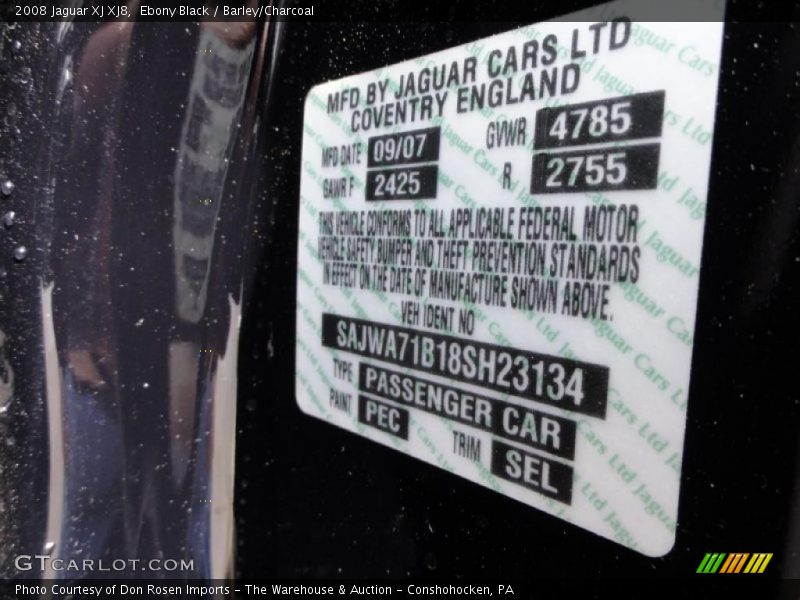 2008 Jaguar XJ XJ8, Ebony Black / Barley/Charcoal
MFD BY JAGUAR CARS LTD
COVENTRY ENGLAND
MFD DATE 09/07 GVWR 4785
GAWR F 2425 R 2755
THIS VEHICLE CONFORMS TO ALL APPLICABLE FEDERAL MOTOR
VEHICLE SAFETY BUMPER AND THEFT PREVENTION STANDARDS
IN EFFECT ON THE DATE OF MANUFACTURE SHOWN ABOVE.
VEH IDENT NO
SAJWA71B18SH23134
TYPE PASSENGER CAR
PAINT PEC TRIM SEL
GTCARLOT.COM
Photo Courtesy of Don Rosen Imports – The Warehouse & Auction – Conshohocken, PA